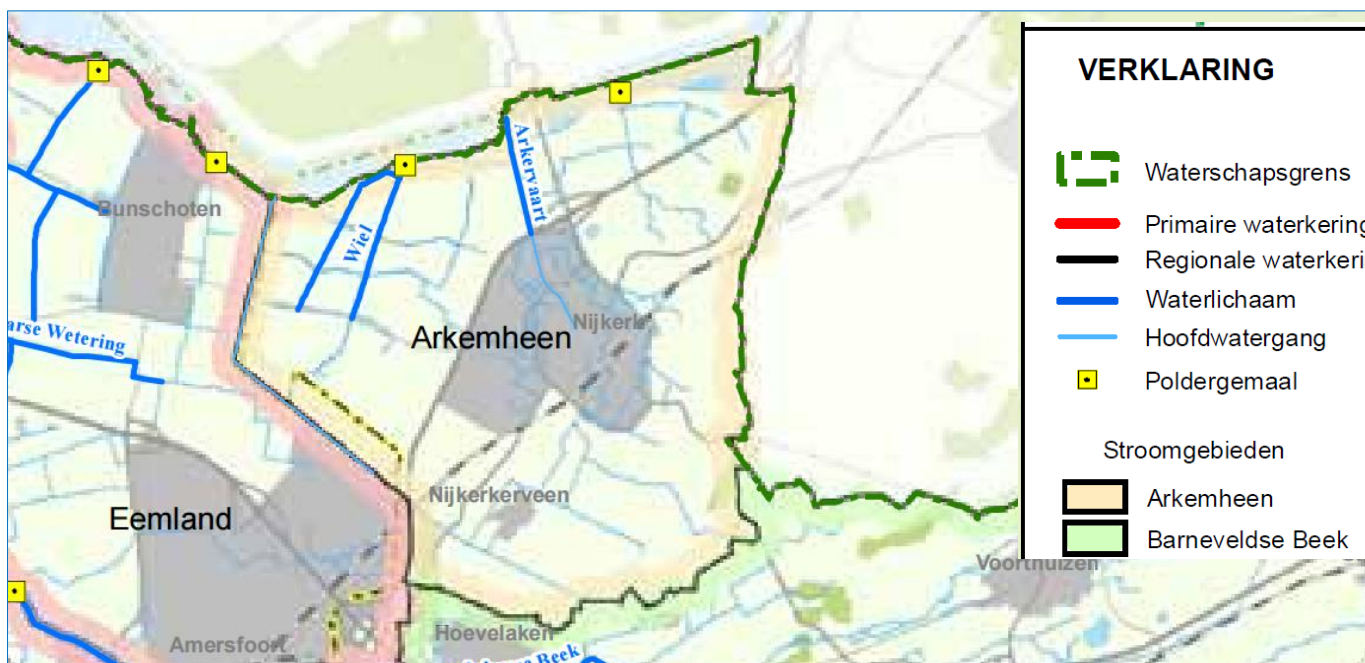 Bunschoten
Wiel
Arkervaart
arse Wetering
Arkemheen
Nijkerk
Nijkerkerveen
Eemland
Amersfoort
Hoevelaken
Beek
Voorthuizen
VERKLARING
Waterschapsgrens
Primaire waterkering
Regionale waterkeri
Waterlichaam
Hoofdwatergang
Poldergemaal
Stroomgebieden
Arkemheen
Barneveldse Beek